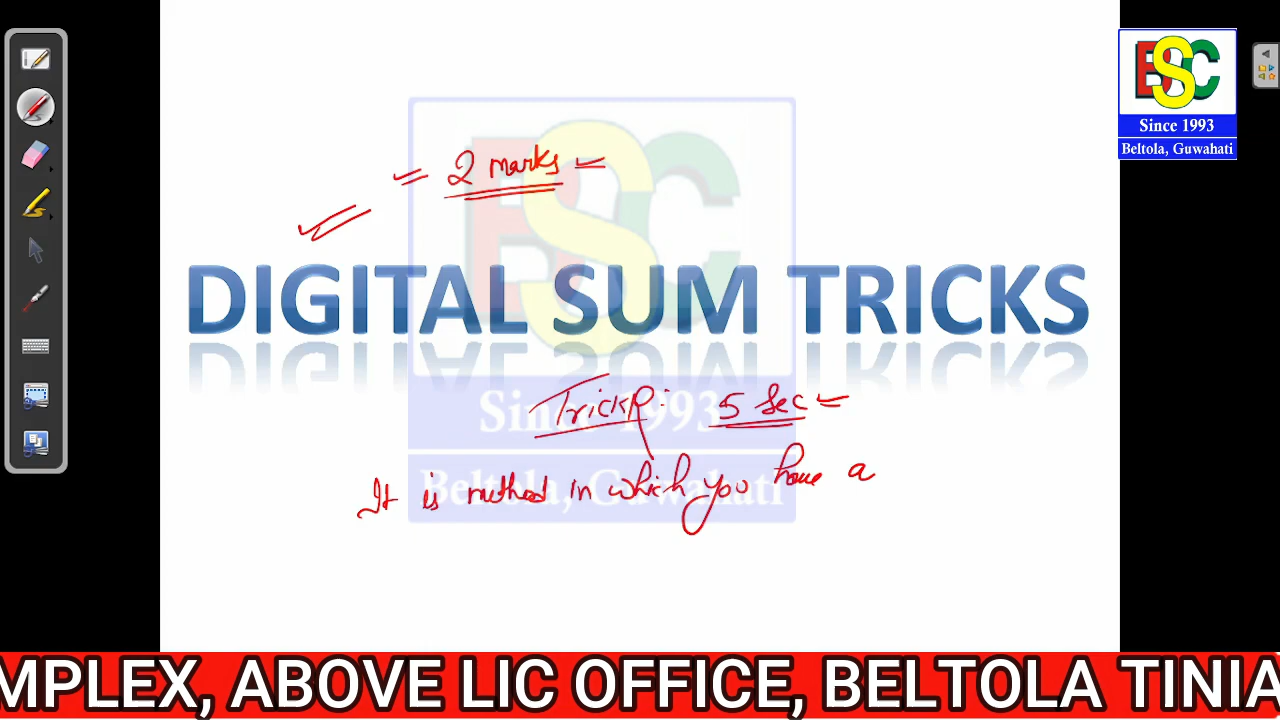 ESC
Since 1993
Beltola, Guwahati
2 marks
DIGITAL SUM TRICKS
Trick: 5 Sec
Since 1993
It is method in which you have a
Beltola, Guwahati
MPLEX, ABOVE LIC OFFICE, BELTOLA TINIA